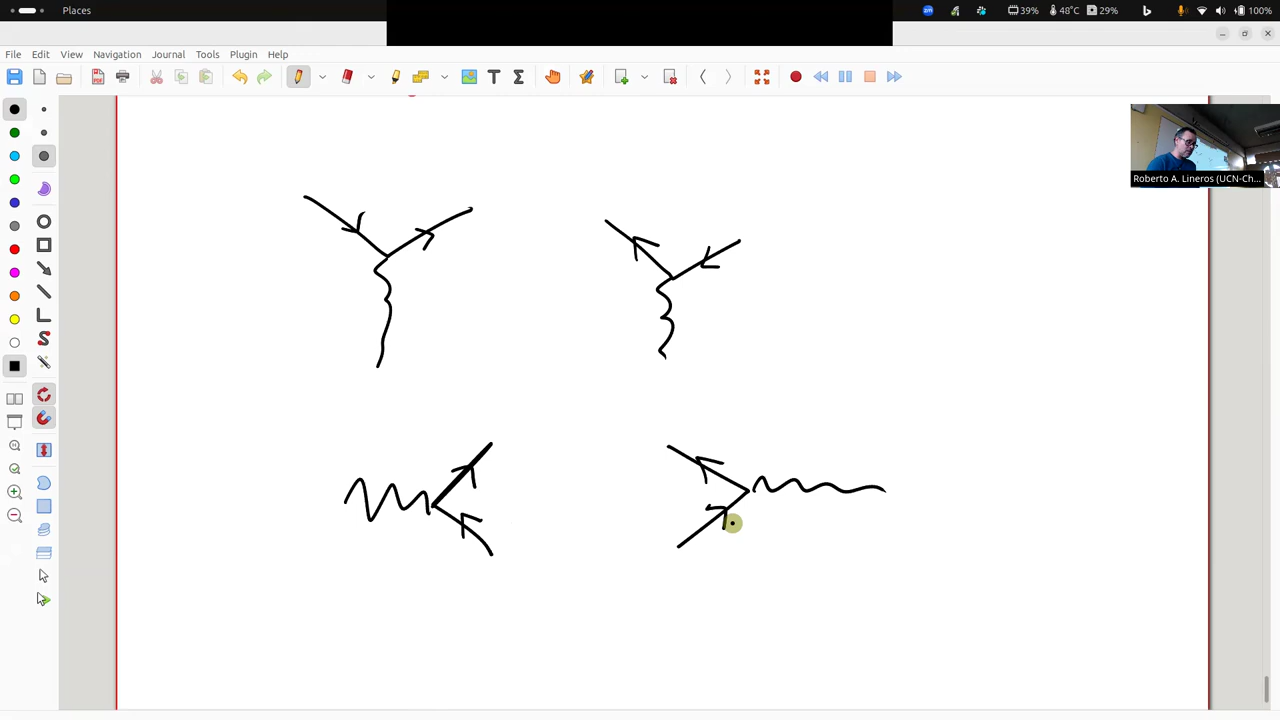 Places
39%
48°C
29%
100%
File Edit View Navigation Journal Tools Plugin Help
Roberto A. Lineros (UCN-Ch...